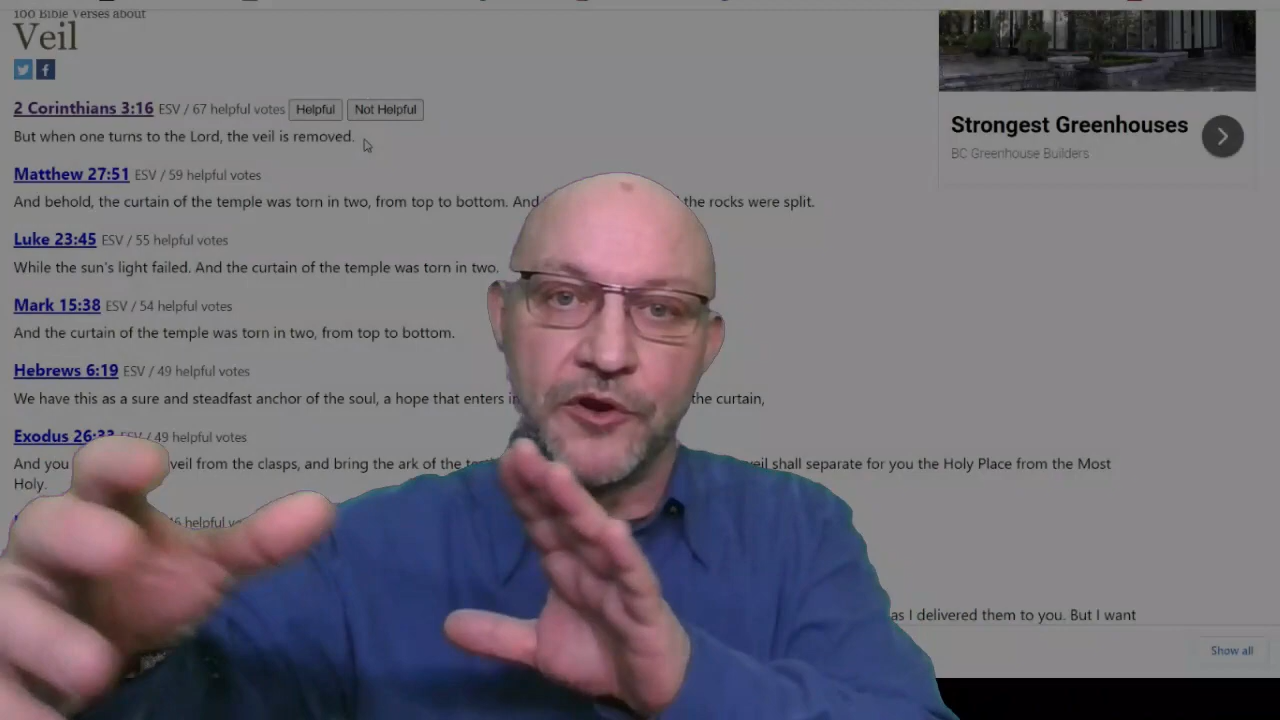 100 Bible Verses about
Veil
2 Corinthians 3:16 ESV / 67 helpful votes Helpful Not Helpful
But when one turns to the Lord, the veil is removed.
Matthew 27:51 ESV / 59 helpful votes
And behold, the curtain of the temple was torn in two, from top to bottom. And the rocks were split.
Luke 23:45 ESV / 55 helpful votes
While the sun's light failed. And the curtain of the temple was torn in two.
Mark 15:38 ESV / 54 helpful votes
And the curtain of the temple was torn in two, from top to bottom.
Hebrews 6:19 ESV / 49 helpful votes
We have this as a sure and steadfast anchor of the soul, a hope that enters the curtain,
Exodus 26:33 ESV / 49 helpful votes
And you veil from the clasps, and bring the ark of the shall separate for you the Holy Place from the Most
Holy.
helpful
as I delivered them to you. But I want
Strongest Greenhouses
BC Greenhouse Builders
Show all